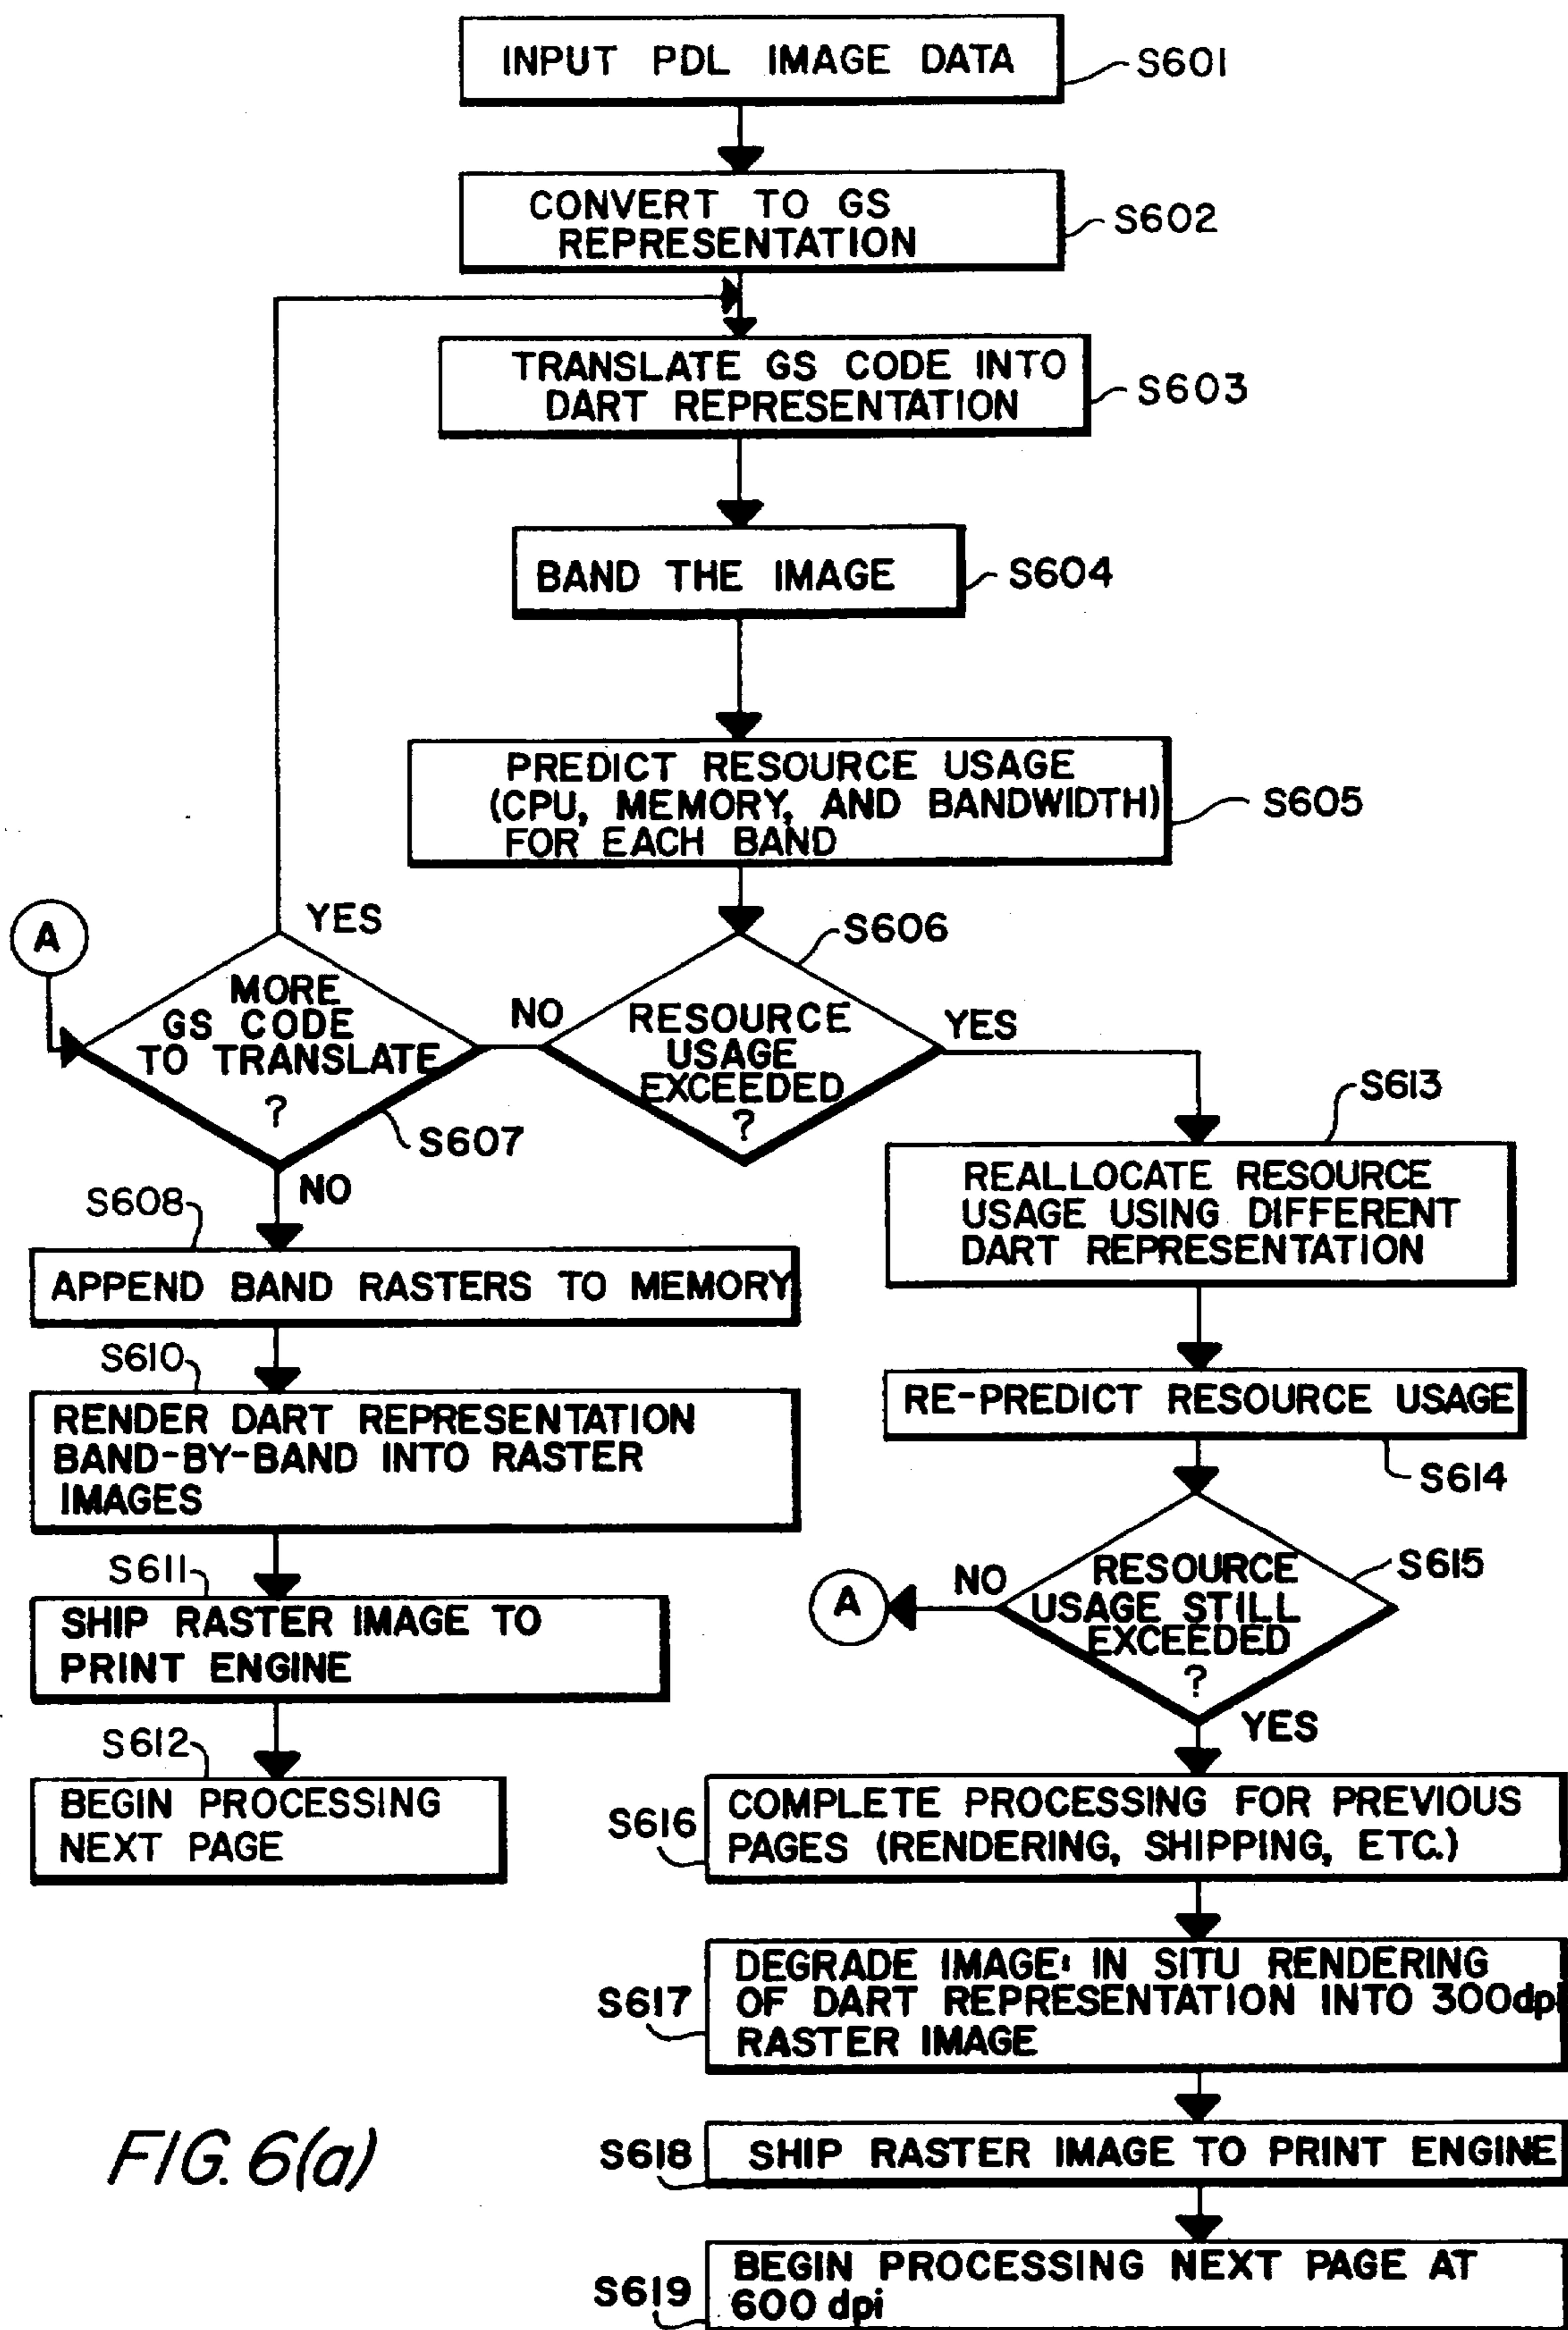 INPUT PDL IMAGE DATA
S601
CONVERT TO GS
REPRESENTATION
S602
TRANSLATE GS CODE INTO
DART REPRESENTATION
S603
BAND THE IMAGE
S604
PREDICT RESOURCE USAGE
(CPU, MEMORY, AND BANDWIDTH)
FOR EACH BAND
S605
A
YES
MORE
GS CODE
TO TRANSLATE
?
S607
NO
NO
S606
RESOURCE
USAGE
EXCEEDED
?
YES
S608
APPEND BAND RASTERS TO MEMORY
S610
RENDER DART REPRESENTATION
BAND-BY-BAND INTO RASTER
IMAGES
S611
SHIP RASTER IMAGE TO
PRINT ENGINE
S612
BEGIN PROCESSING
NEXT PAGE
S613
REALLOCATE RESOURCE
USAGE USING DIFFERENT
DART REPRESENTATION
RE-PREDICT RESOURCE USAGE
S614
A
NO
RESOURCE
USAGE STILL
EXCEEDED
?
S615
YES
S616
COMPLETE PROCESSING FOR PREVIOUS
PAGES (RENDERING, SHIPPING, ETC.)
S617
DEGRADE IMAGE: IN SITU RENDERING
OF DART REPRESENTATION INTO 300dpi
RASTER IMAGE
S618
SHIP RASTER IMAGE TO PRINT ENGINE
S619
BEGIN PROCESSING NEXT PAGE AT
600 dpi
FIG. 6(a)